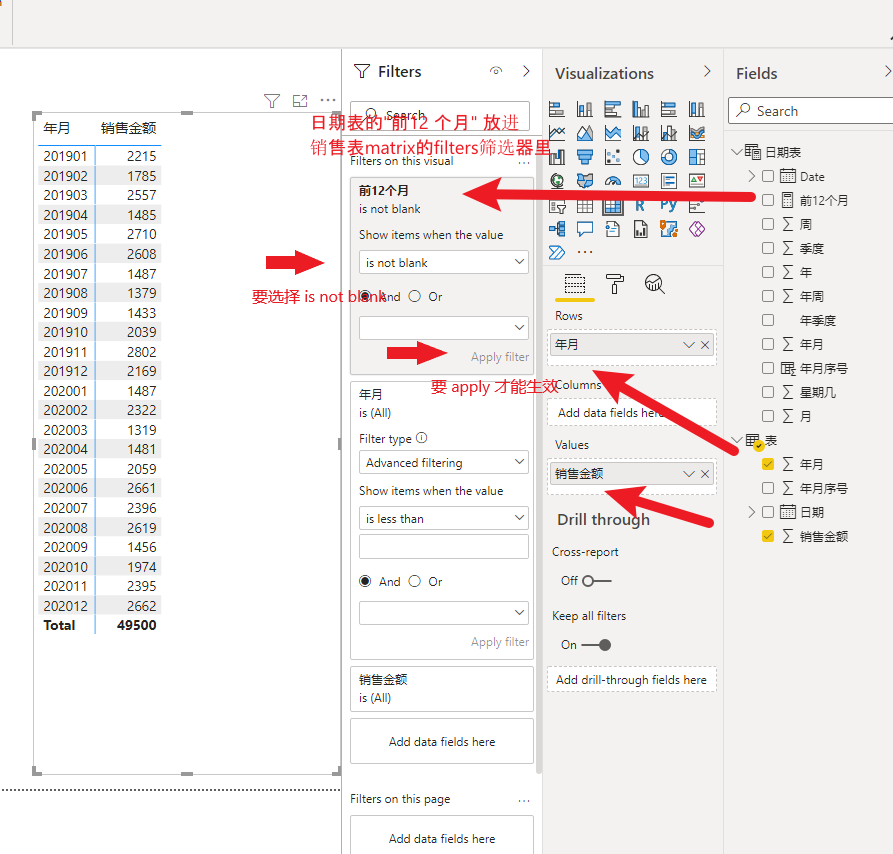 年月 销售金额
201901 2215
201902 1785
201903 2557
201904 1485
201905 2710
201906 2608
201907 1487
201908 1379
201909 1433
201910 2039
201911 2802
201912 2169
202001 1487
202002 2322
202003 1319
202004 1481
202005 2059
202006 2661
202007 2396
202008 2619
202009 1456
202010 1974
202011 2395
202012 2662
Total 49500
Filters
Search
日期表的"前12 个月" 放进
销售表matrix的filters筛选器里
Filters on this visual
前12个月
is not blank
Show items when the value
is not blank
要选择 is not blank
And Or
Apply filter
要 apply 才能生效
年月
is (All)
Filter type
Advanced filtering
Show items when the value
is less than
And Or
Apply filter
销售金额
is (All)
Add data fields here
Filters on this page
Add data fields here
Visualizations
R Py
Rows
年月
Columns
Add data fields here
Values
销售金额
Drill through
Cross-report
Off
Keep all filters
On
Add drill-through fields here
Fields
Search
日期表
Date
前12个月
周
季度
年
年周
年季度
年月
年月序号
星期几
月
表
年月
年月序号
日期
销售金额